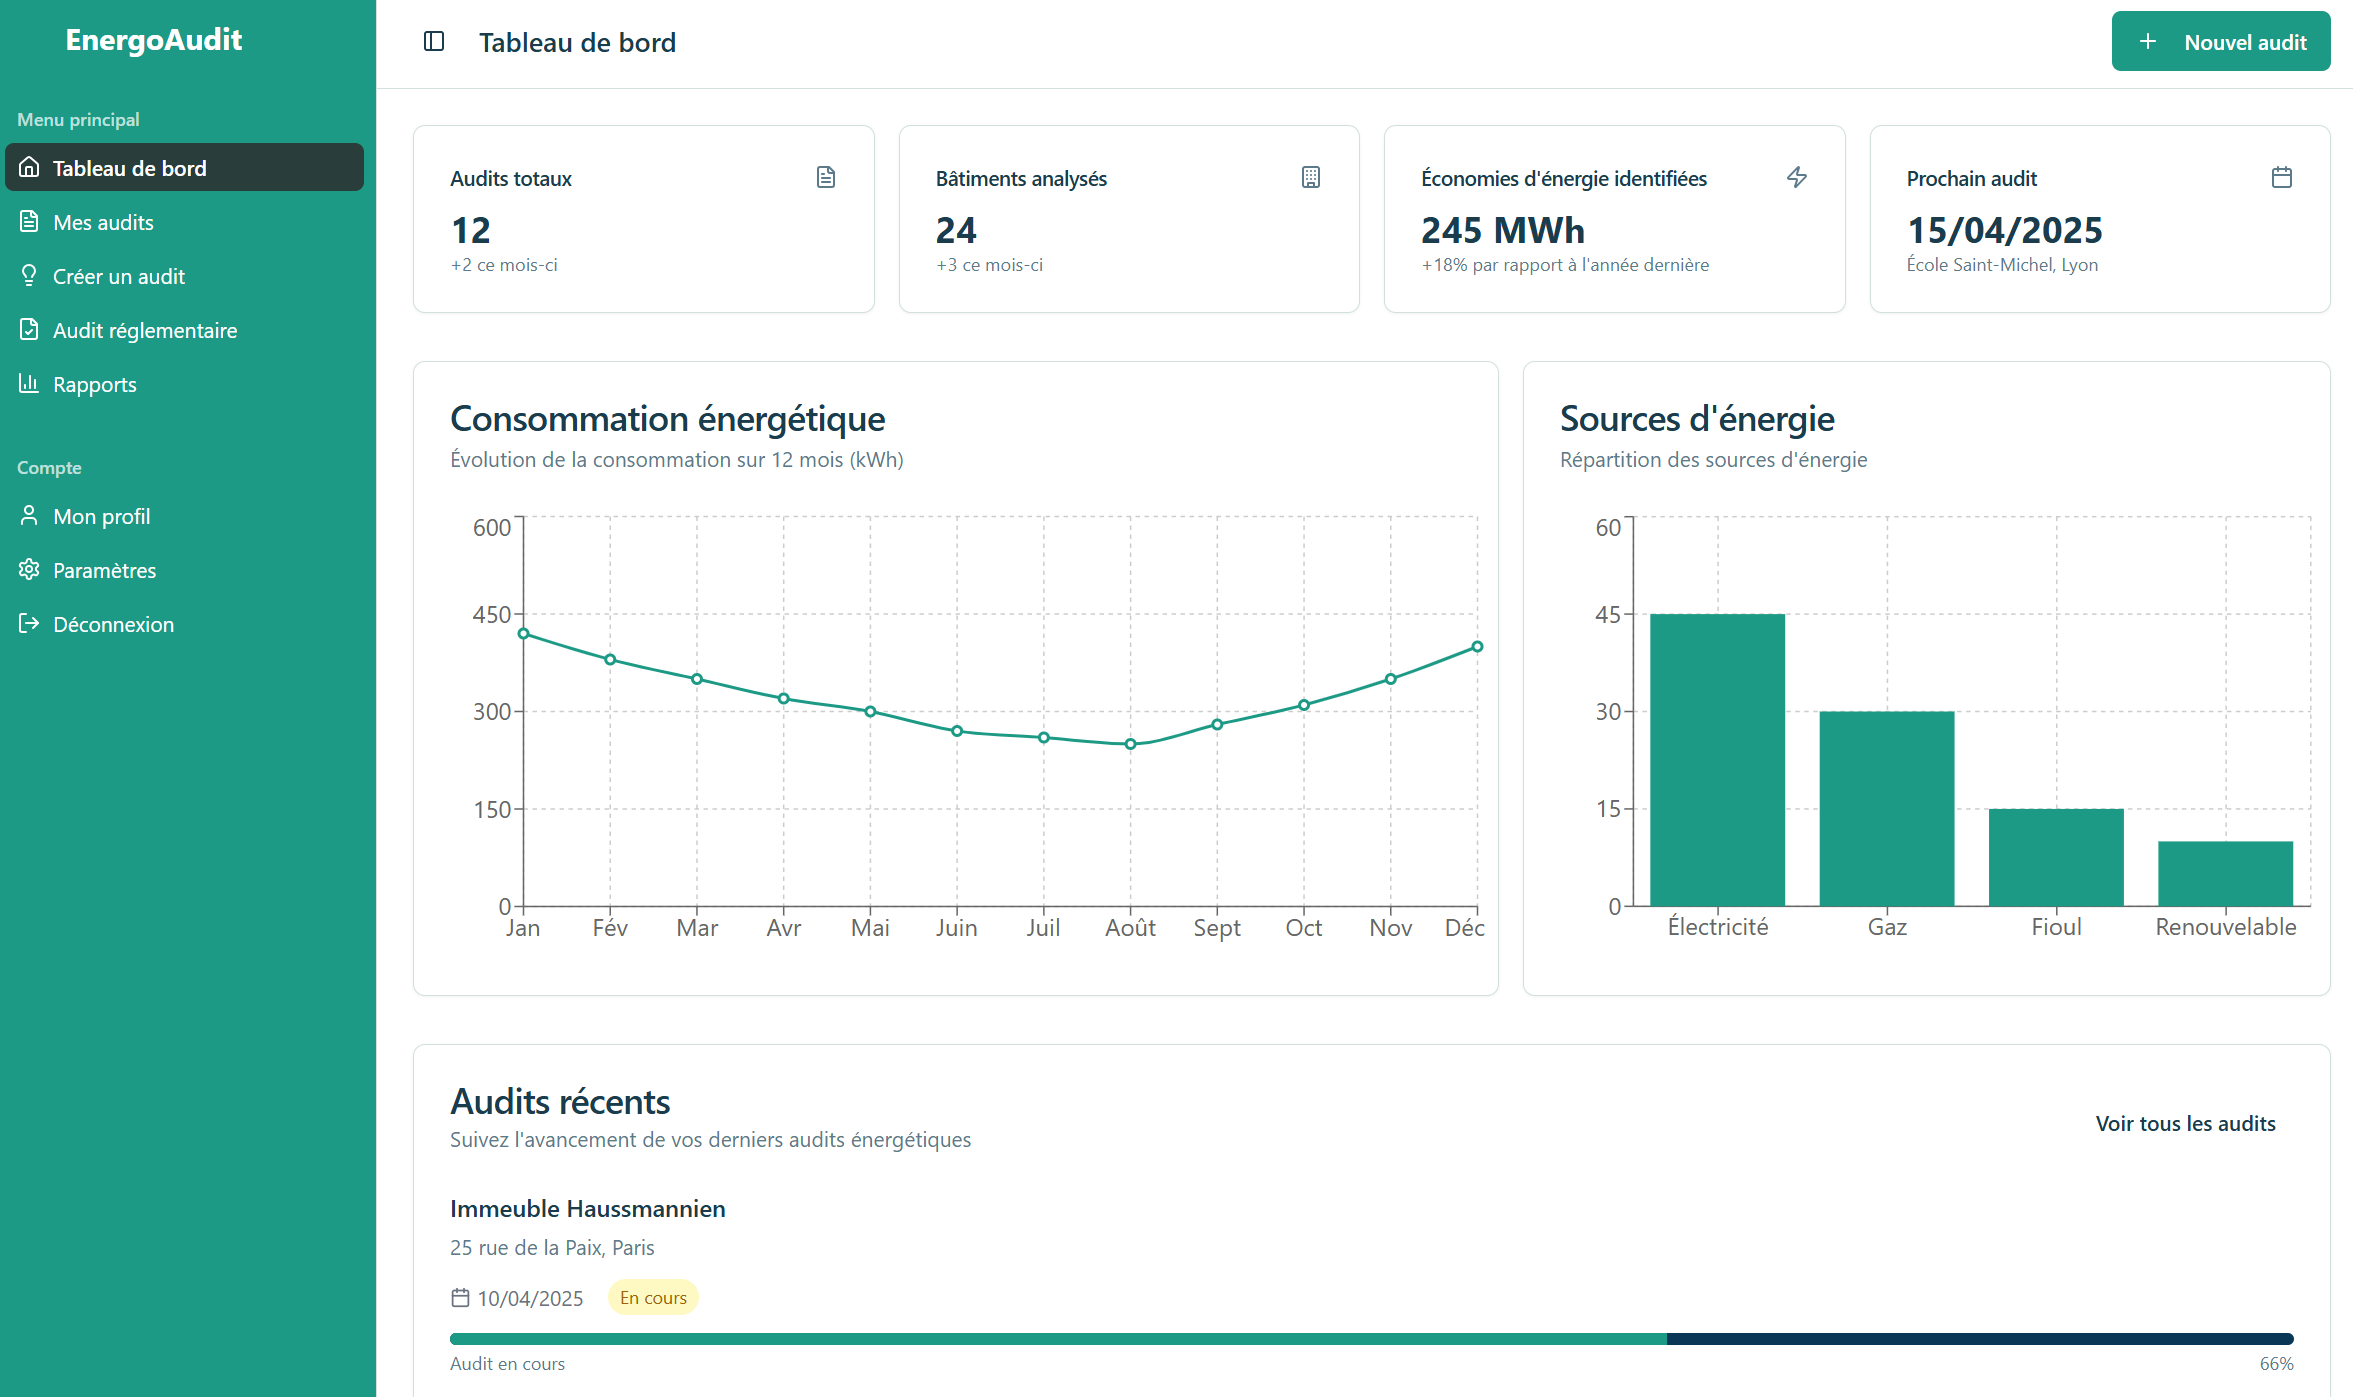 EnergoAudit
Menu principal
Tableau de bord
Mes audits
Créer un audit
Audit réglementaire
Rapports
Compte
Mon profil
Paramètres
Déconnexion
Tableau de bord
Nouvel audit
Audits totaux
12
+2 ce mois-ci
Bâtiments analysés
24
+3 ce mois-ci
Économies d'énergie identifiées
245 MWh
+18% par rapport à l'année dernière
Prochain audit
15/04/2025
École Saint-Michel, Lyon
Consommation énergétique
Évolution de la consommation sur 12 mois (kWh)
600
450
300
150
0
Jan Fév Mar Avr Mai Juin Juil Août Sept Oct Nov Déc
Sources d'énergie
Répartition des sources d'énergie
60
45
30
15
0
Électricité Gaz Fioul Renouvelable
Audits récents
Suivez l'avancement de vos derniers audits énergétiques
Voir tous les audits
Immeuble Haussmannien
25 rue de la Paix, Paris
10/04/2025 En cours
Audit en cours 66%